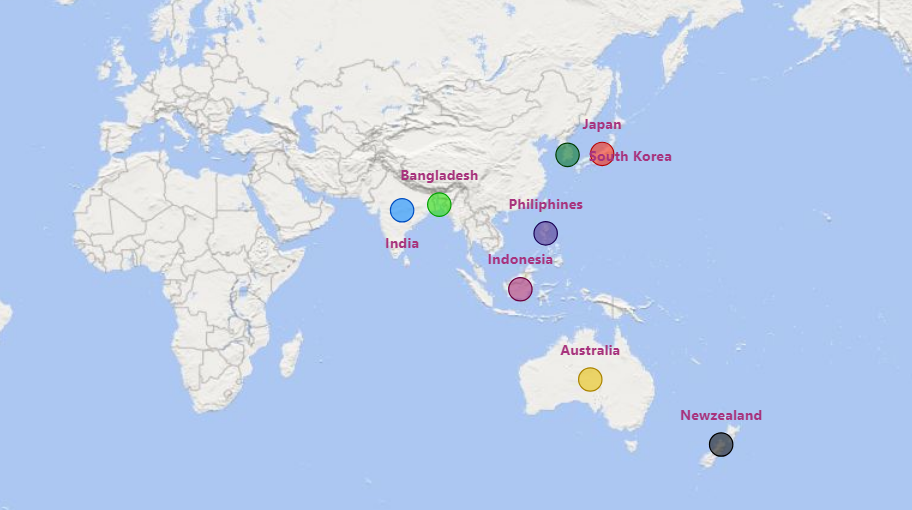 Japan
South Korea
Bangladesh
Philiphines
India
Indonesia
Australia
Newzealand